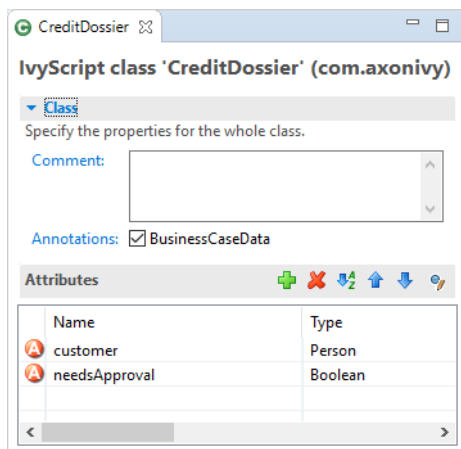 CreditDossier
IvyScript class 'CreditDossier' (com.axonivy)
Class
Specify the properties for the whole class.
Comment:
Annotations: BusinessCaseData
Attributes
Name Type
customer Person
needsApproval Boolean